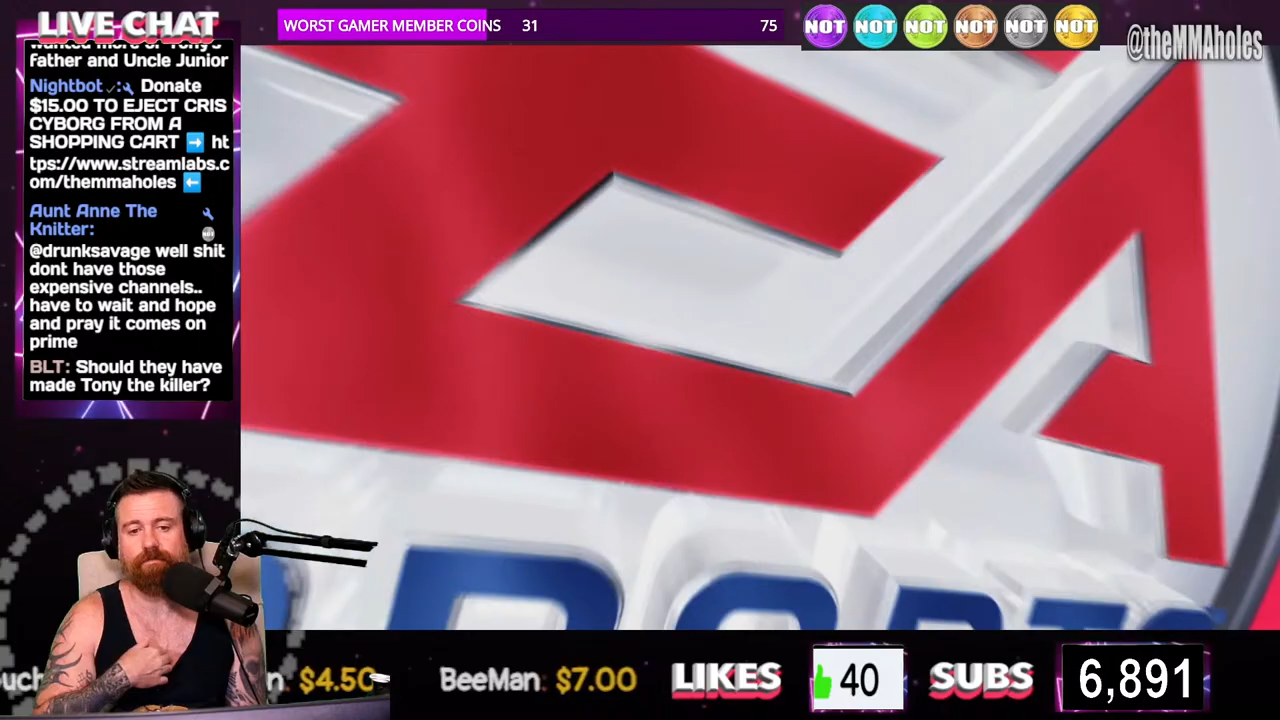 LIVE CHAT
wanted more of Tony's
Father and Uncle Junior
Nightbot : Donate
$15.00 TO EJECT CRIS
CYBORG FROM A
SHOPPING CART ➡️ ht
tps://www.streamlabs.c
om/themmaholes ⬅️
Aunt Anne The
Knitter:
@drunksavage well shit
dont have those
expensive channels..
have to wait and hope
and pray it comes on
prime
BLT: Should they have
made Tony the killer?
WORST GAMER MEMBER COINS 31 75
NOT NOT NOT NOT NOT NOT
@theMMAholes
EA
SPORTS
$4.50
BeeMan: $7.00
LIKES 40
SUBS 6,891